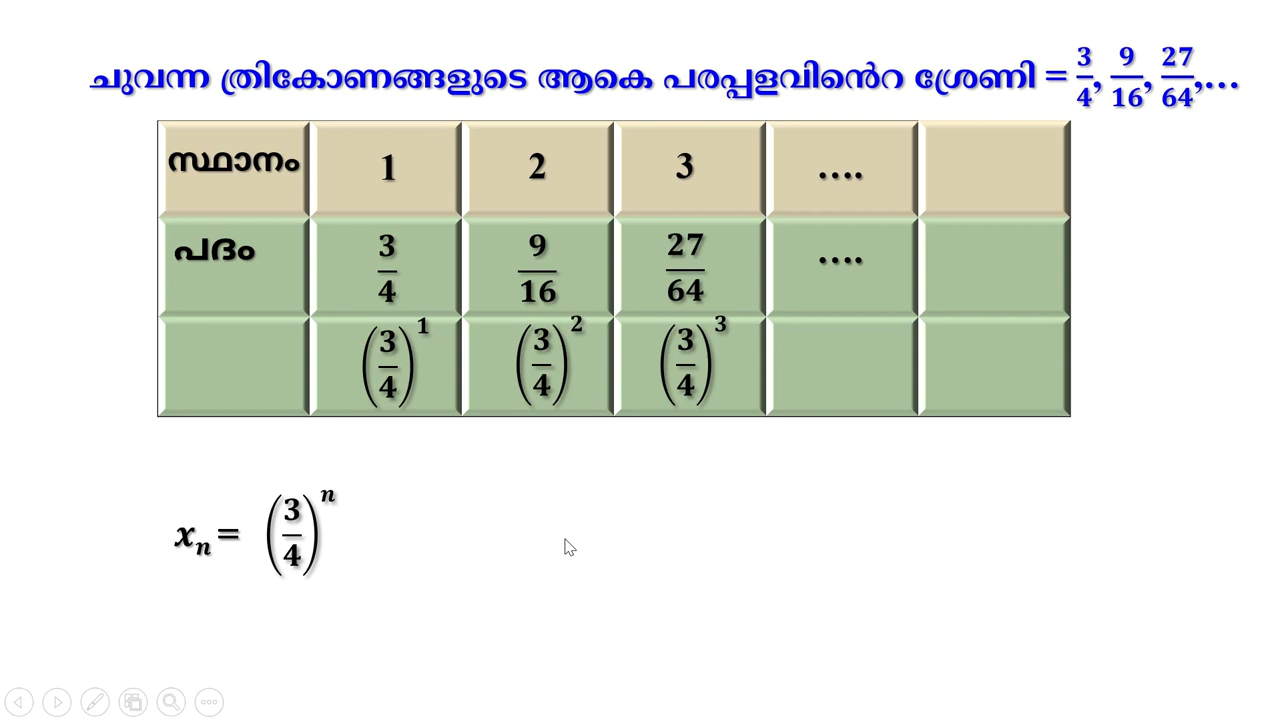 ചുവന്ന ത്രികോണങ്ങളുടെ ആകെ പരപ്പളവിൻെറ ശ്രേണി = 3/4, 9/16, 27/64,...
സ്ഥാനം 1 2 3 ....
പദം 3/4 9/16 27/64 ....
(3/4)^1 (3/4)^2 (3/4)^3
x_n = (3/4)^n